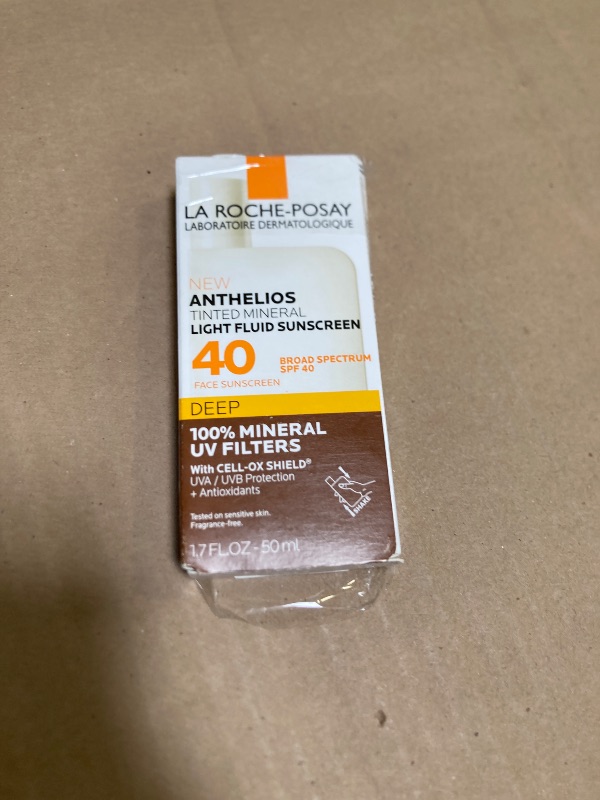 LA ROCHE-POSAY
LABORATOIRE DERMATOLOGIQUE
NEW
ANTHELIOS
TINTED MINERAL
LIGHT FLUID SUNSCREEN
40
BROAD SPECTRUM
SPF 40
FACE SUNSCREEN
DEEP
100% MINERAL
UV FILTERS
With CELL-OX SHIELD®
UVA / UVB Protection
+ Antioxidants
SHAKE
Tested on sensitive skin.
Fragrance-free.
1.7 FL.OZ - 50 ml